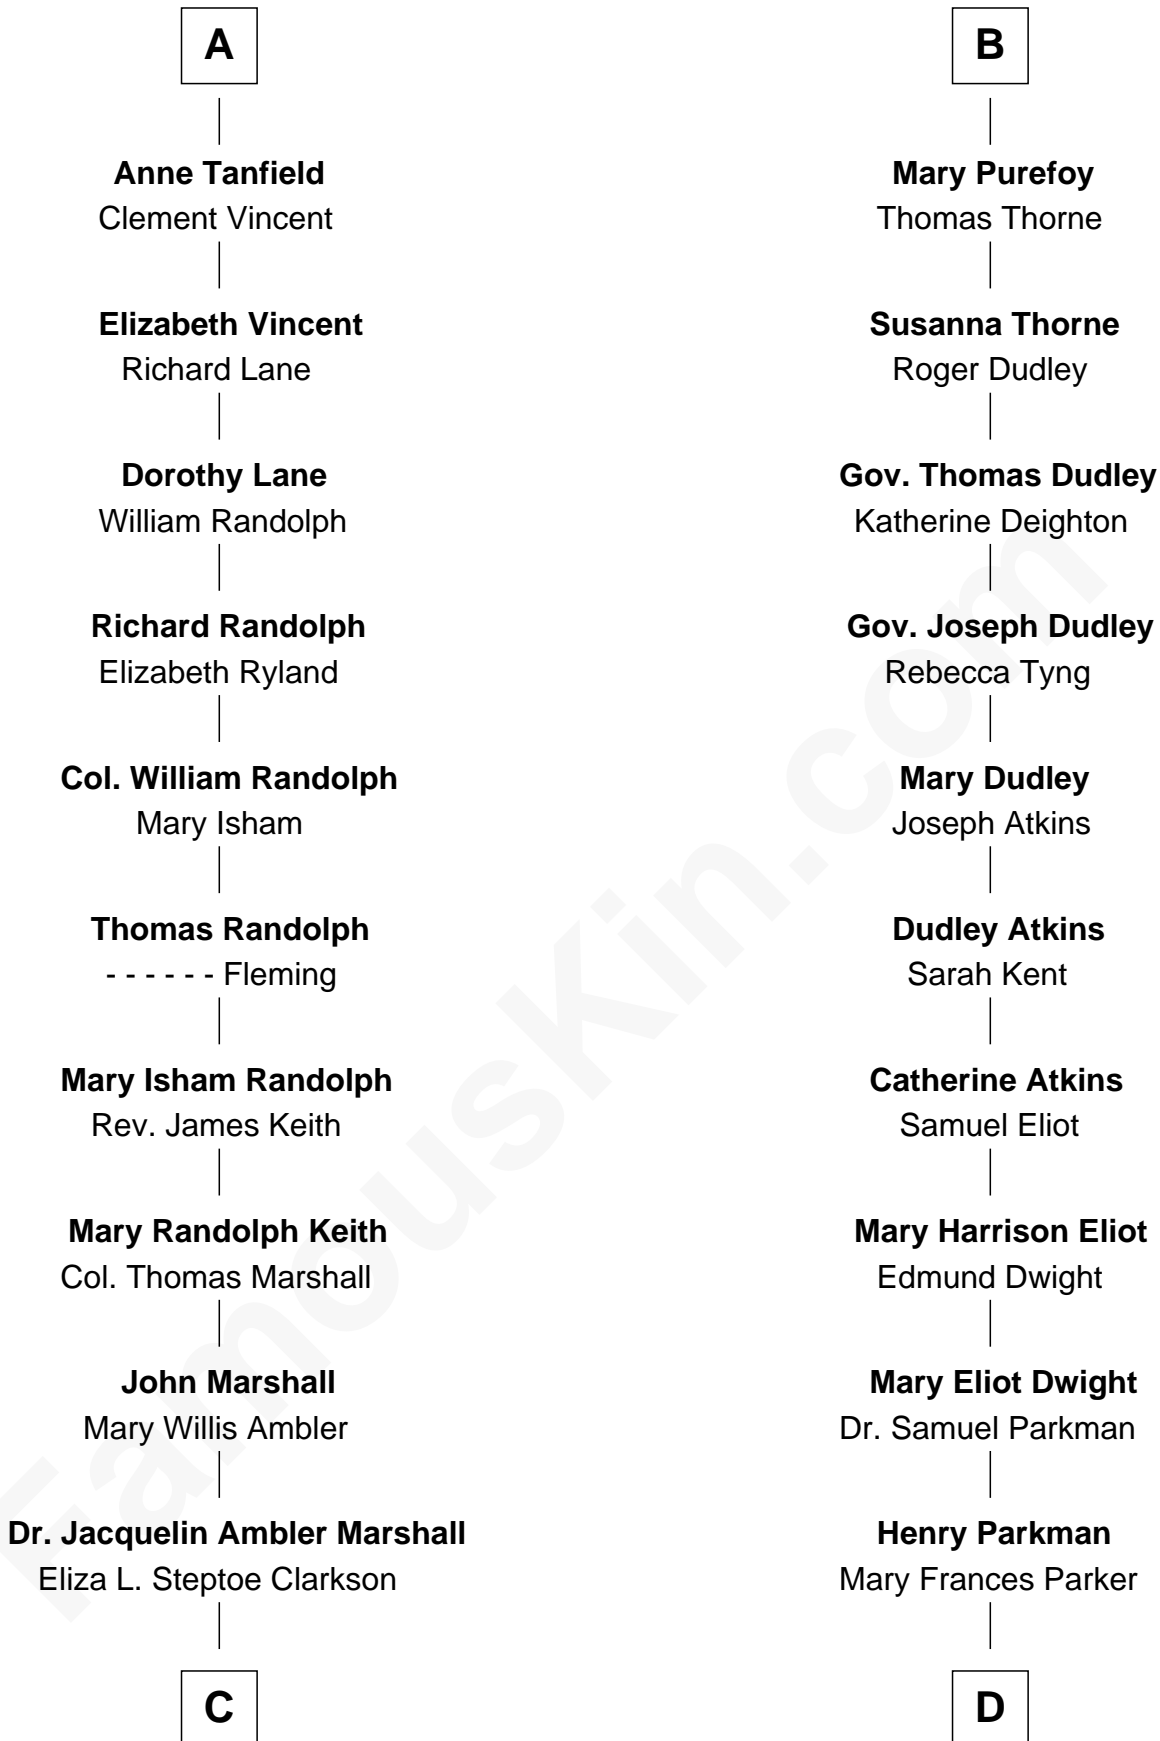 A
Anne Tanfield
Clement Vincent
Elizabeth Vincent
Richard Lane
Dorothy Lane
William Randolph
Richard Randolph
Elizabeth Ryland
Col. William Randolph
Mary Isham
Thomas Randolph
- - - - - - Fleming
Mary Isham Randolph
Rev. James Keith
Mary Randolph Keith
Col. Thomas Marshall
John Marshall
Mary Willis Ambler
Dr. Jacquelin Ambler Marshall
Eliza L. Steptoe Clarkson
C
B
Mary Purefoy
Thomas Thorne
Susanna Thorne
Roger Dudley
Gov. Thomas Dudley
Katherine Deighton
Gov. Joseph Dudley
Rebecca Tyng
Mary Dudley
Joseph Atkins
Dudley Atkins
Sarah Kent
Catherine Atkins
Samuel Eliot
Mary Harrison Eliot
Edmund Dwight
Mary Eliot Dwight
Dr. Samuel Parkman
Henry Parkman
Mary Frances Parker
D
FamousKin.com